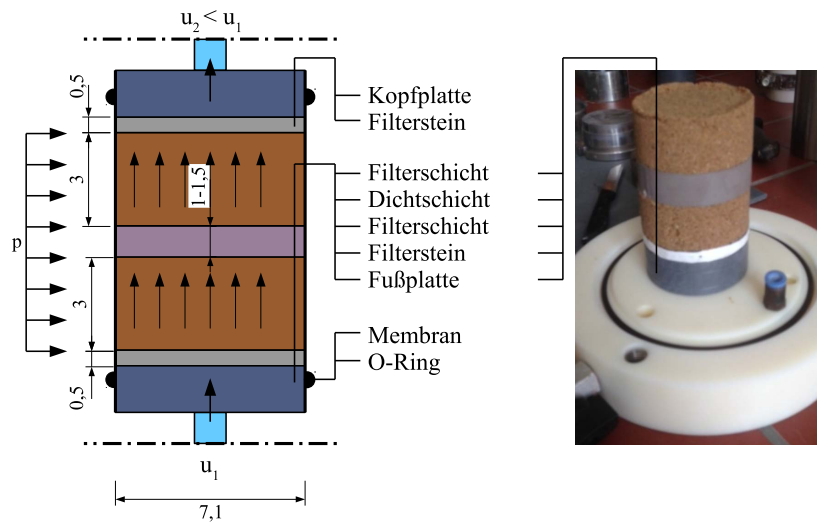 u2 < u1
0,5
Kopfplatte
Filterstein
3
1-1,5
Filterschicht
Dichtschicht
Filterschicht
Filterstein
Fußplatte
p
3
Membran
O-Ring
0,5
u1
7,1